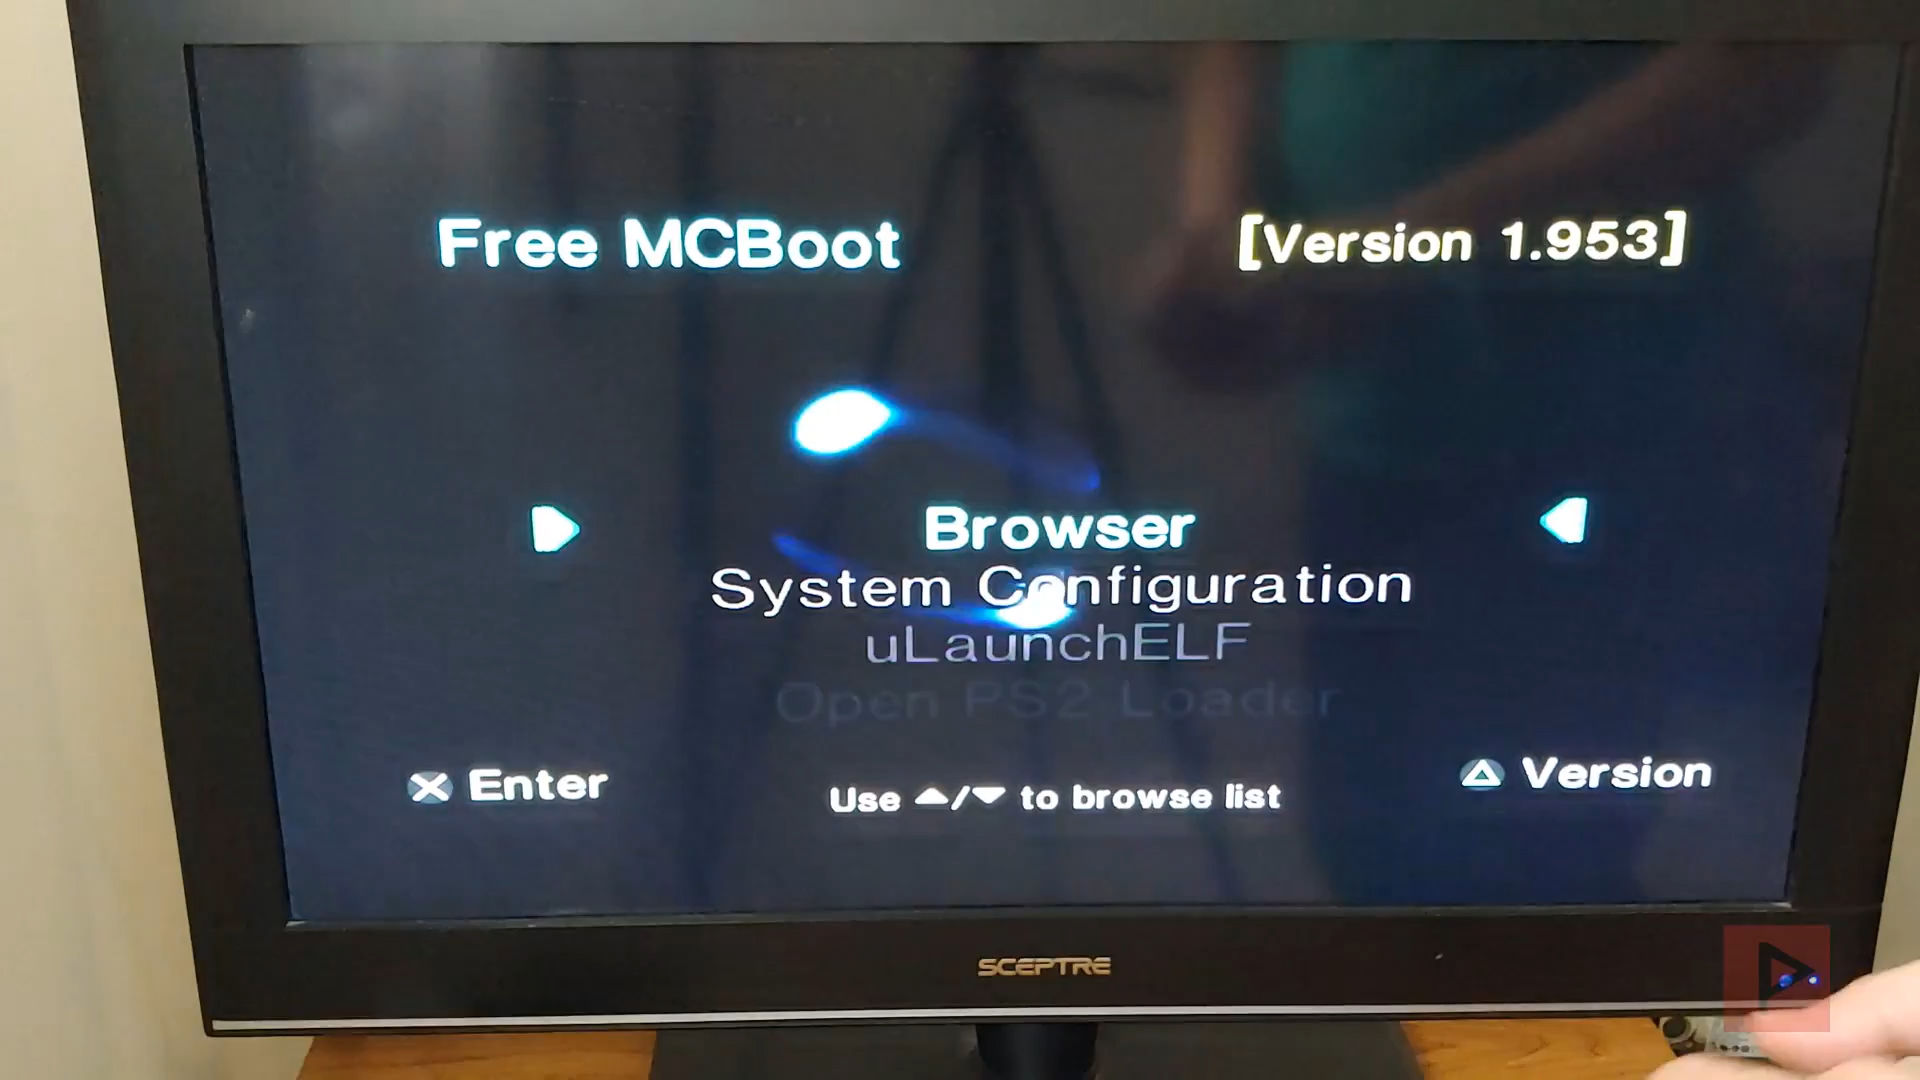 Free MCBoot
[Version 1.953]
Browser
System Configuration
uLaunchELF
Open PS2 Loader
Enter
Use ▲/▼ to browse list
Version
SCEPTRE